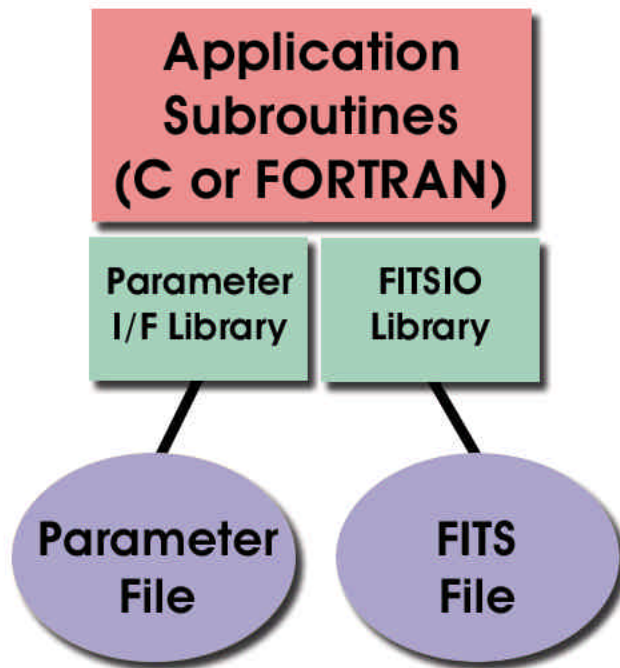 Application
Subroutines
(C or FORTRAN)
Parameter
I/F Library
FITSIO
Library
Parameter
File
FITS
File